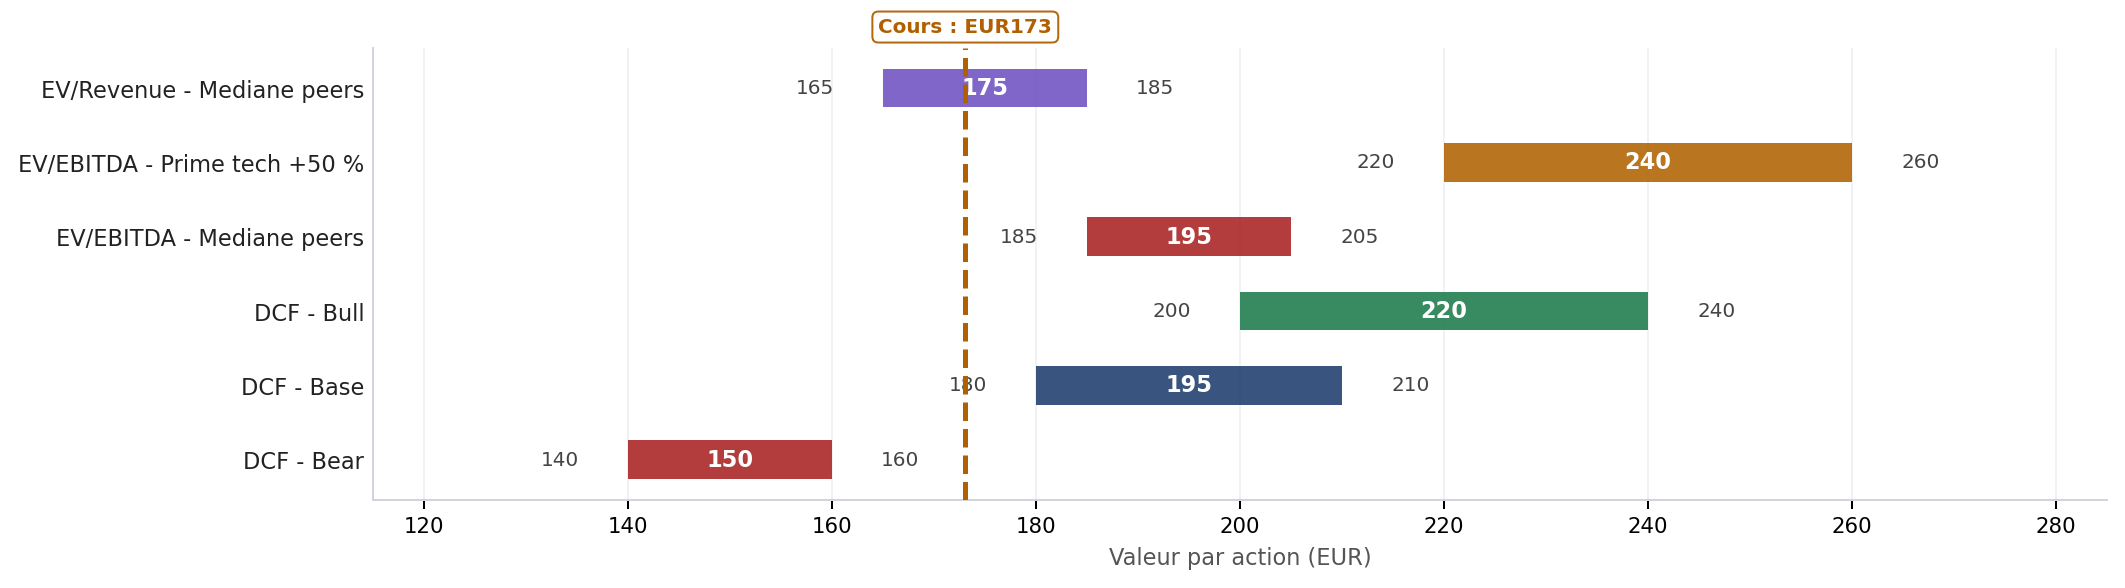 Cours : EUR173
EV/Revenue - Mediane peers 165 175 185
EV/EBITDA - Prime tech +50 % 220 240 260
EV/EBITDA - Mediane peers 185 195 205
DCF - Bull 200 220 240
DCF - Base 180 195 210
DCF - Bear 140 150 160
120 140 160 180 200 220 240 260 280
Valeur par action (EUR)